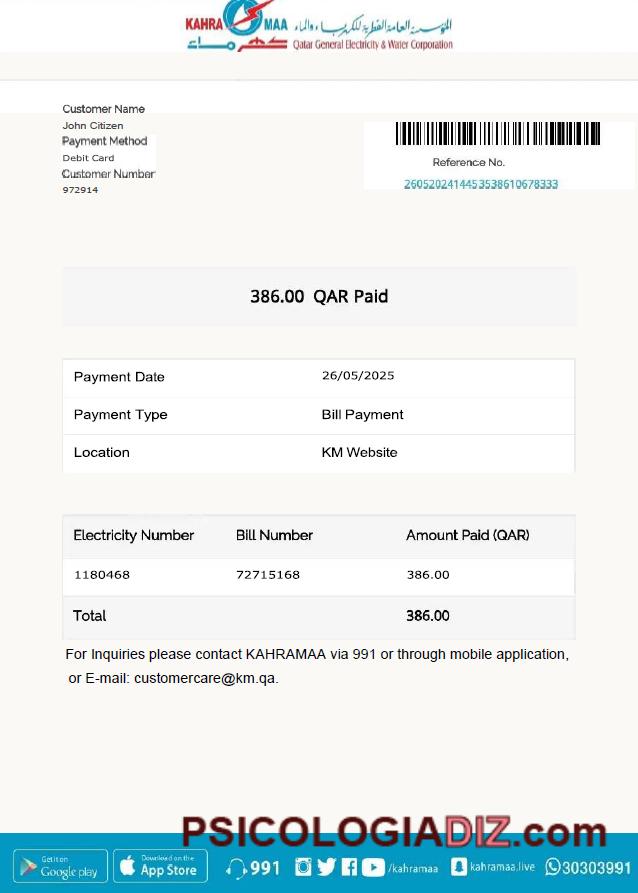 KAHRA MAA
المؤسسة العامة القطرية للكهرباء والماء
كهرماء
Qatar General Electricity & Water Corporation
Customer Name
John Citizen
Payment Method
Debit Card
Customer Number
972914
Reference No.
2605202414453538610678333
386.00 QAR Paid
Payment Date 26/05/2025
Payment Type Bill Payment
Location KM Website
Electricity Number Bill Number Amount Paid (QAR)
1180468 72715168 386.00
Total 386.00
For Inquiries please contact KAHRAMAA via 991 or through mobile application,
or E-mail: customercare@km.qa.
PSICOLOGIADIZ.com
Get it on
Google play
Download on the
App Store
991
/kahramaa
kahramaa.live
30303991